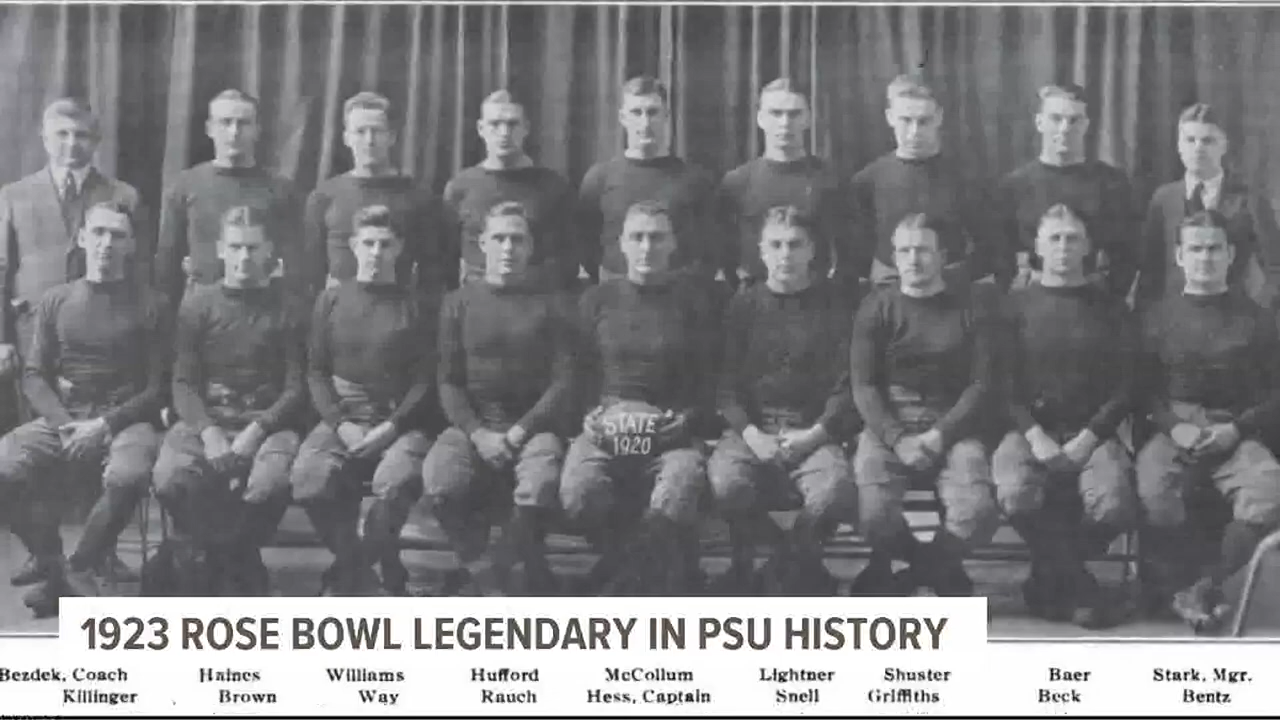 STATE
1920
1923 ROSE BOWL LEGENDARY IN PSU HISTORY
Bezdek, Coach Haines Williams Hufford McCollum Lightner Shuster Baer Stark, Mgr.
Killinger Brown Way Rauch Hess, Captain Snell Griffiths Beck Bentz